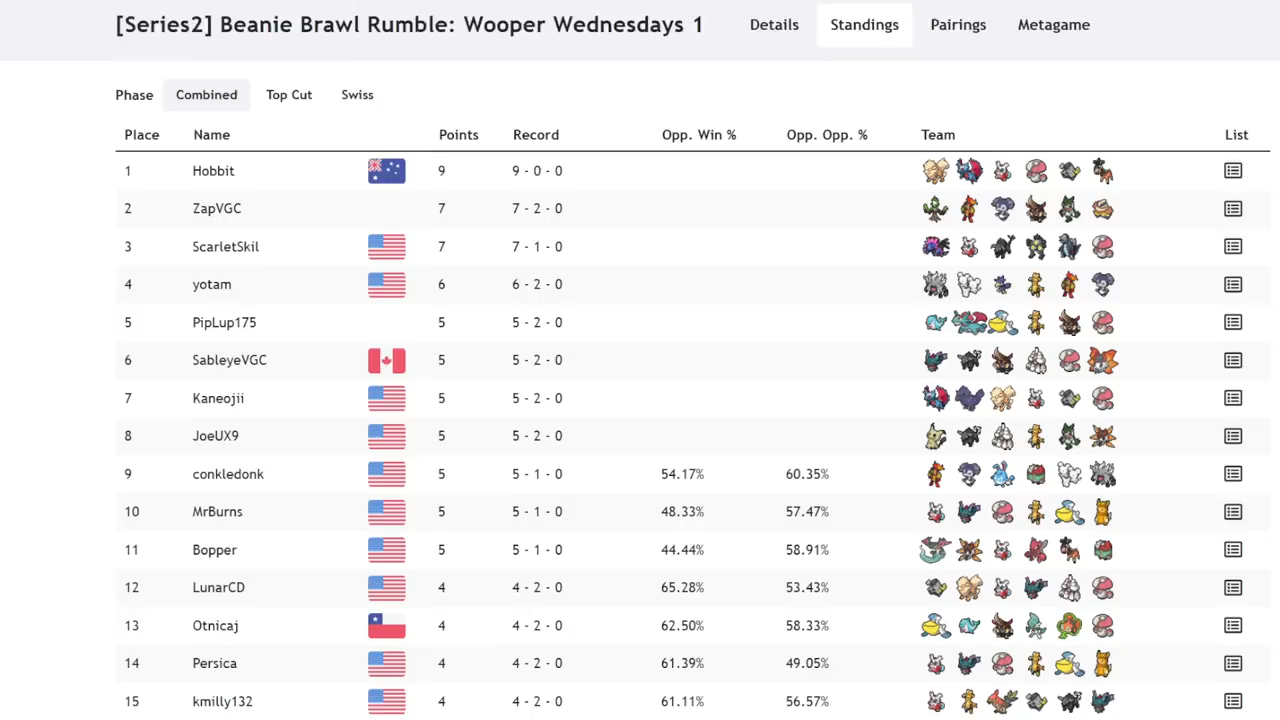 [Series2] Beanie Brawl Rumble: Wooper Wednesdays 1 Details Standings Pairings Metagame
Phase Combined Top Cut Swiss
Place Name Points Record Opp. Win % Opp. Opp. % Team List
1 Hobbit 9 9 - 0 - 0
2 ZapVGC 7 7 - 2 - 0
3 ScarletSkil 7 7 - 1 - 0
4 yotam 6 6 - 2 - 0
5 PipLup175 5 5 - 2 - 0
6 SableyeVGC 5 5 - 2 - 0
7 Kaneojii 5 5 - 2 - 0
8 JoeUX9 5 5 - 2 - 0
9 conkledonk 5 5 - 1 - 0 54.17% 60.35%
10 MrBurns 5 5 - 1 - 0 48.33% 57.47%
11 Bopper 5 5 - 1 - 0 44.44% 58.91%
12 LunarCD 4 4 - 2 - 0 65.28% 53.43%
13 Otnicaj 4 4 - 2 - 0 62.50% 58.33%
14 Persica 4 4 - 2 - 0 61.39% 49.05%
15 kmilly132 4 4 - 2 - 0 61.11% 56.57%